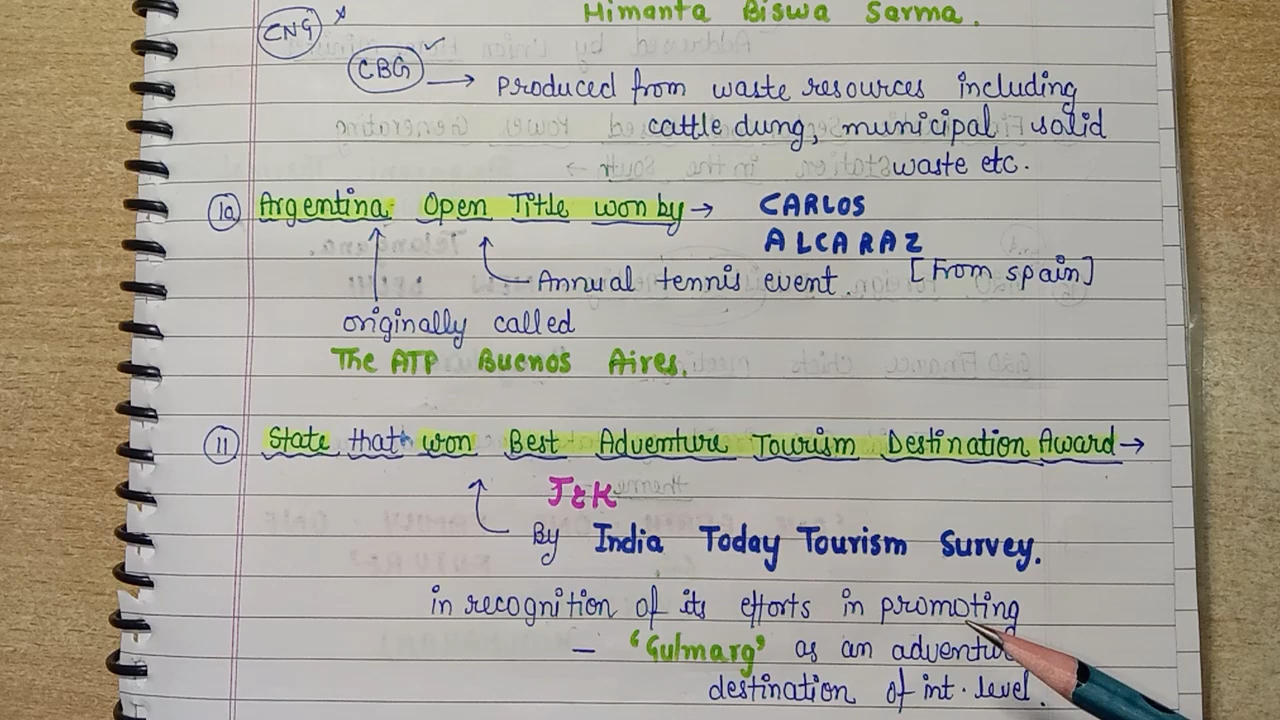 Himanta Biswa Sarma.
CNG x
CBG ✓ → produced from waste resources including
cattle dung, municipal solid
waste etc.
10 Argentina Open Title won by → CARLOS
ALCARAZ
Annual tennis event. [From spain]
originally called
The ATP Buenos Aires.
11 State that won Best Adventure Tourism Destination Award →
J&K
By India Today Tourism Survey.
in recognition of its efforts in promoting
– 'Gulmarg' as an adventure
destination of int. level.